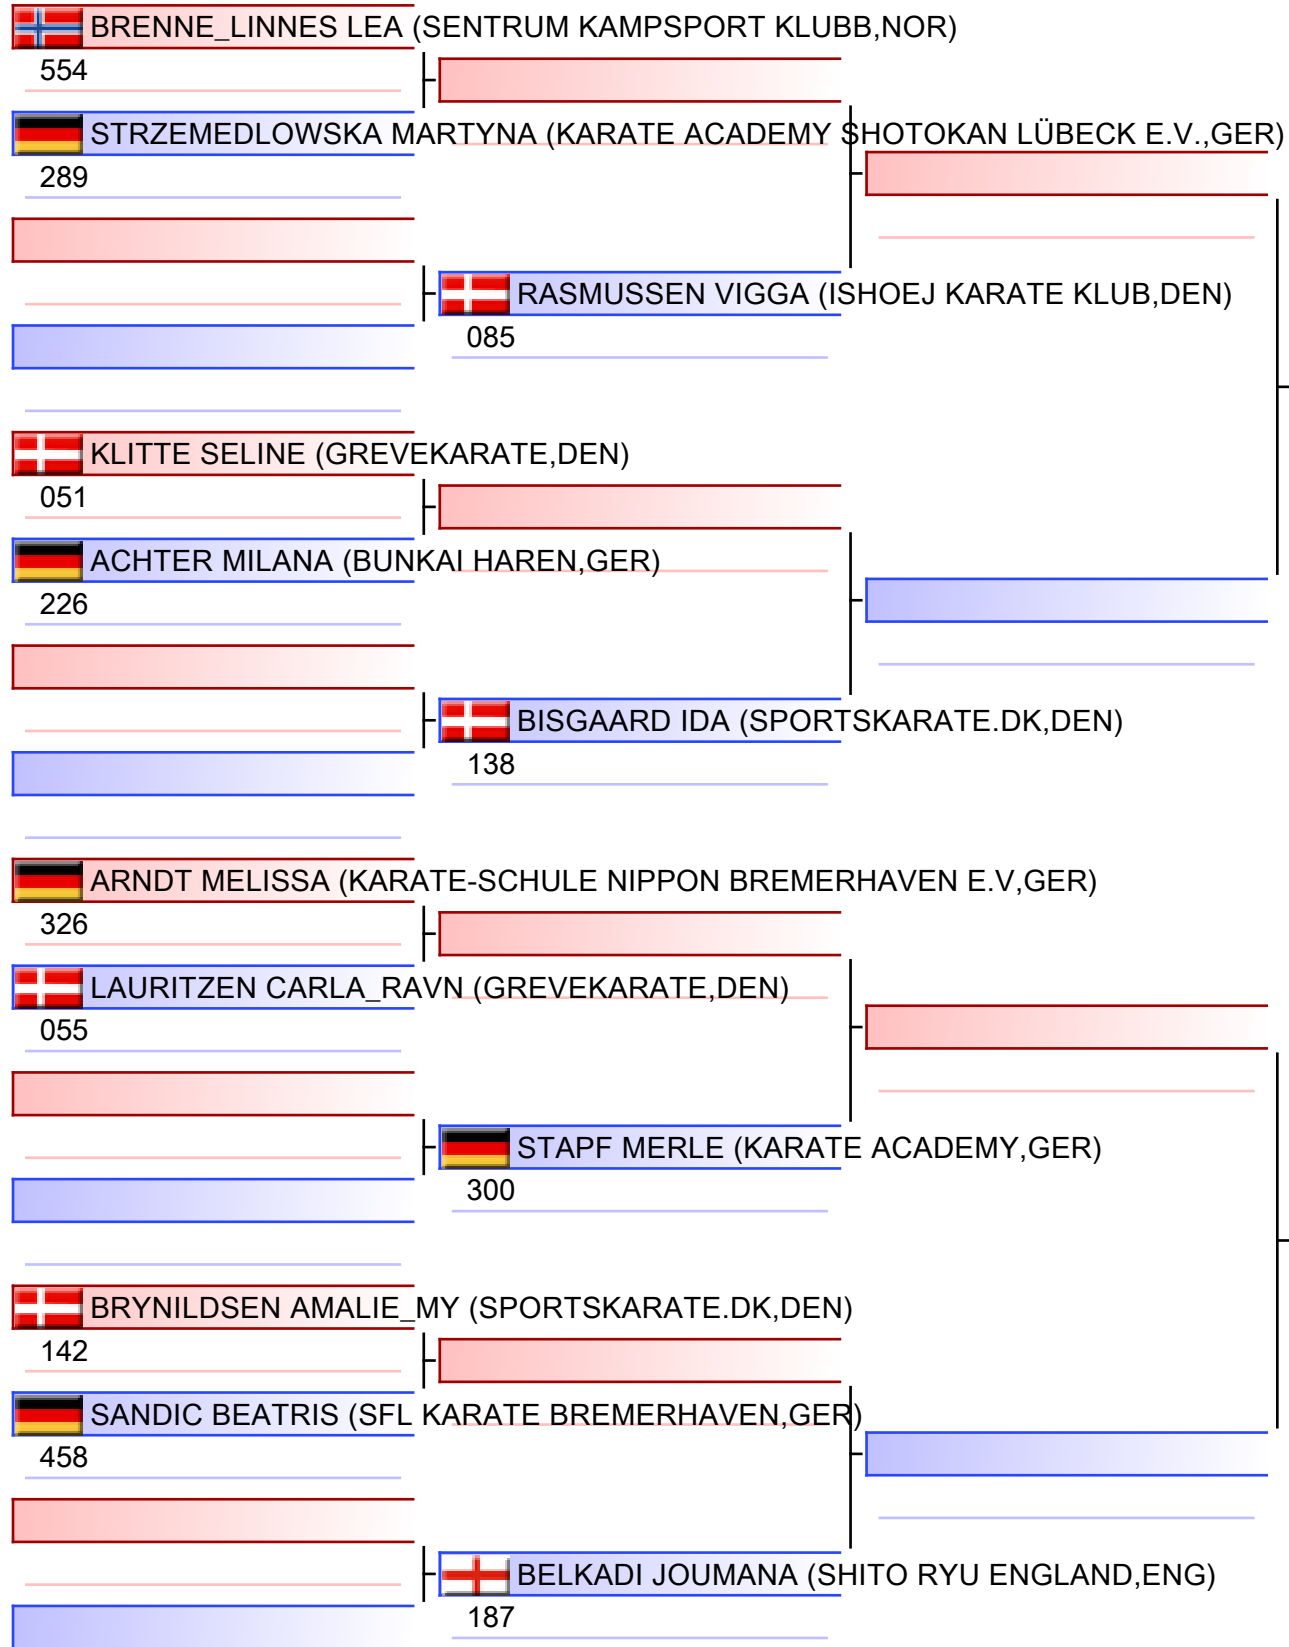 BRENNE_LINNES LEA (SENTRUM KAMPSPORT KLUBB,NOR)
554
STRZEMEDLOWSKA MARTYNA (KARATE ACADEMY SHOTOKAN LÜBECK E.V.,GER)
289
RASMUSSEN VIGGA (ISHOEJ KARATE KLUB,DEN)
085
KLITTE SELINE (GREVEKARATE,DEN)
051
ACHTER MILANA (BUNKAI HAREN,GER)
226
BISGAARD IDA (SPORTSKARATE.DK,DEN)
138
ARNDT MELISSA (KARATE-SCHULE NIPPON BREMERHAVEN E.V,GER)
326
LAURITZEN CARLA_RAVN (GREVEKARATE,DEN)
055
STAPF MERLE (KARATE ACADEMY,GER)
300
BRYNILDSEN AMALIE_MY (SPORTSKARATE.DK,DEN)
142
SANDIC BEATRIS (SFL KARATE BREMERHAVEN,GER)
458
BELKADI JOUMANA (SHITO RYU ENGLAND,ENG)
187